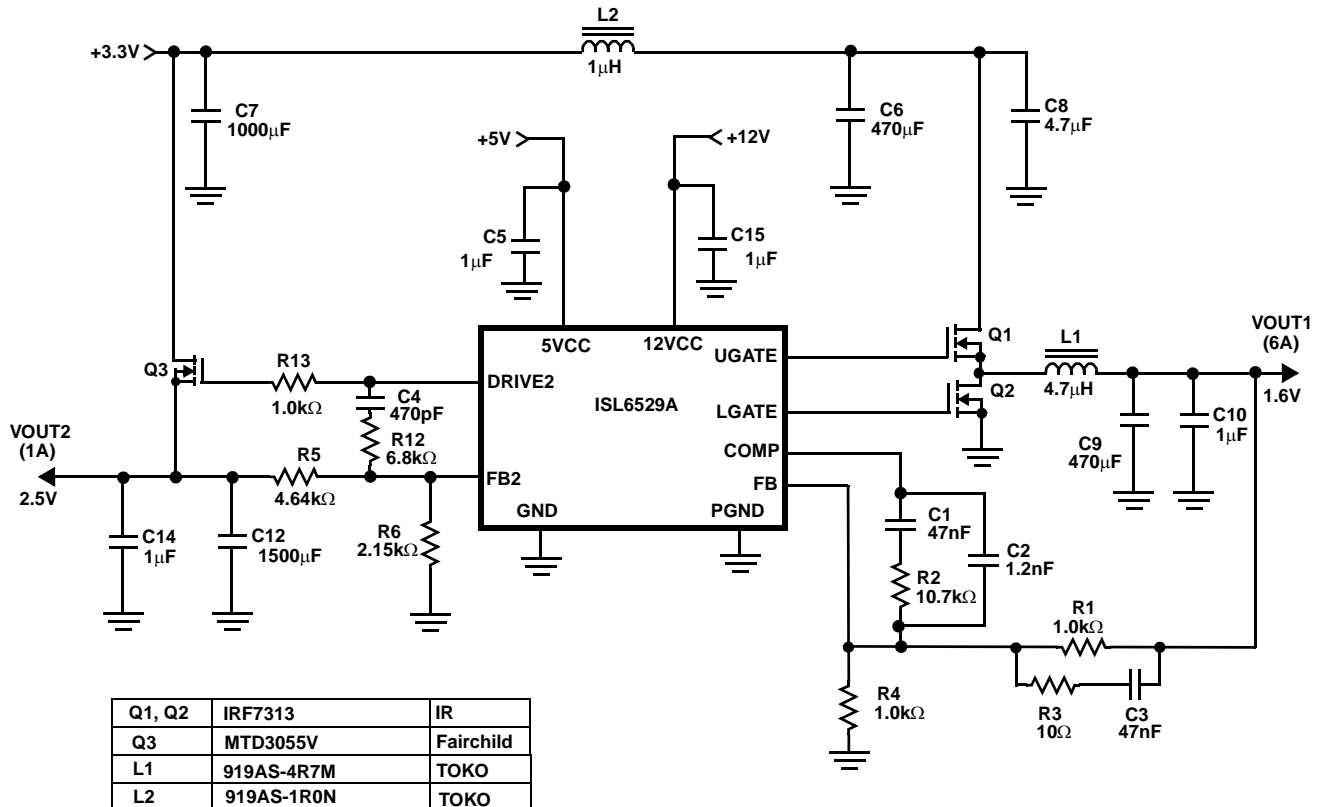 L2
+3.3V
1μH
C7
1000μF
C6
470μF
C8
4.7μF
+5V
+12V
C5
1μF
C15
1μF
5VCC
12VCC
UGATE
Q1
L1
VOUT1
(6A)
Q3
R13
1.0kΩ
DRIVE2
ISL6529A
LGATE
Q2
4.7μH
1.6V
C4
470pF
R12
6.8kΩ
VOUT2
(1A)
R5
COMP
C9
470μF
C10
1μF
2.5V
4.64kΩ
FB2
FB
GND
PGND
C14
1μF
C12
1500μF
R6
2.15kΩ
C1
47nF
C2
1.2nF
R2
10.7kΩ
R1
1.0kΩ
R4
1.0kΩ
R3
10Ω
C3
47nF
Q1, Q2 IRF7313 IR
Q3 MTD3055V Fairchild
L1 919AS-4R7M TOKO
L2 919AS-1R0N TOKO